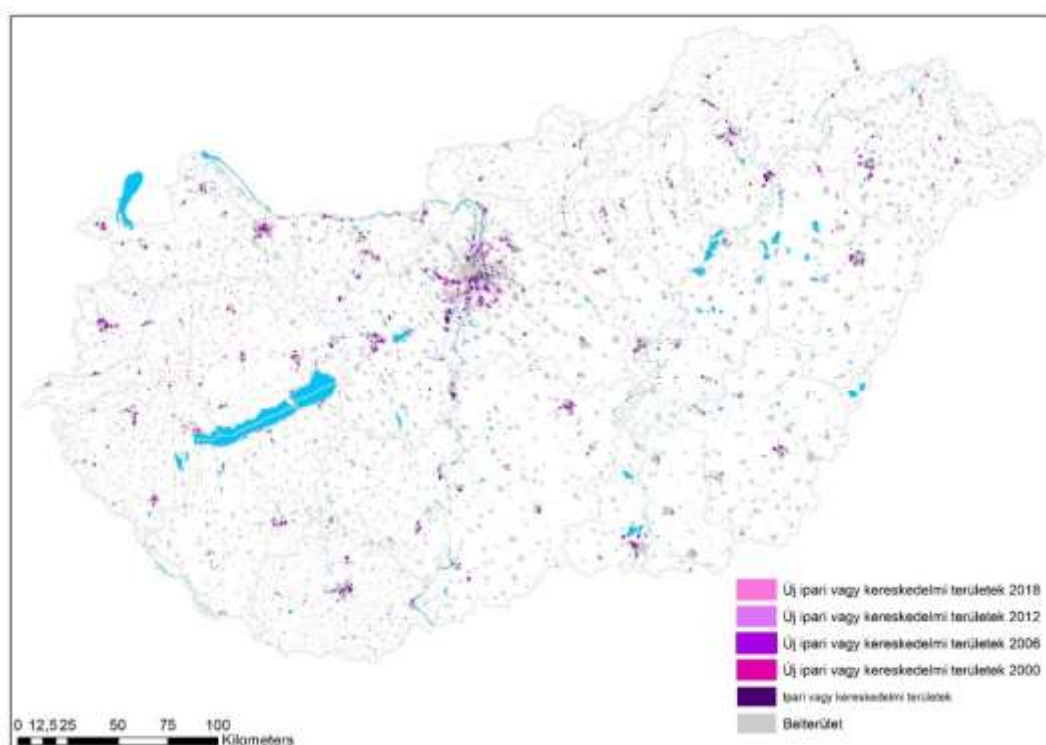 Új ipari vagy kereskedelmi területek 2018
Új ipari vagy kereskedelmi területek 2012
Új ipari vagy kereskedelmi területek 2006
Új ipari vagy kereskedelmi területek 2000
Ipari vagy kereskedelmi területek
Belterület
0 12,5 25 50 75 100
Kilometers